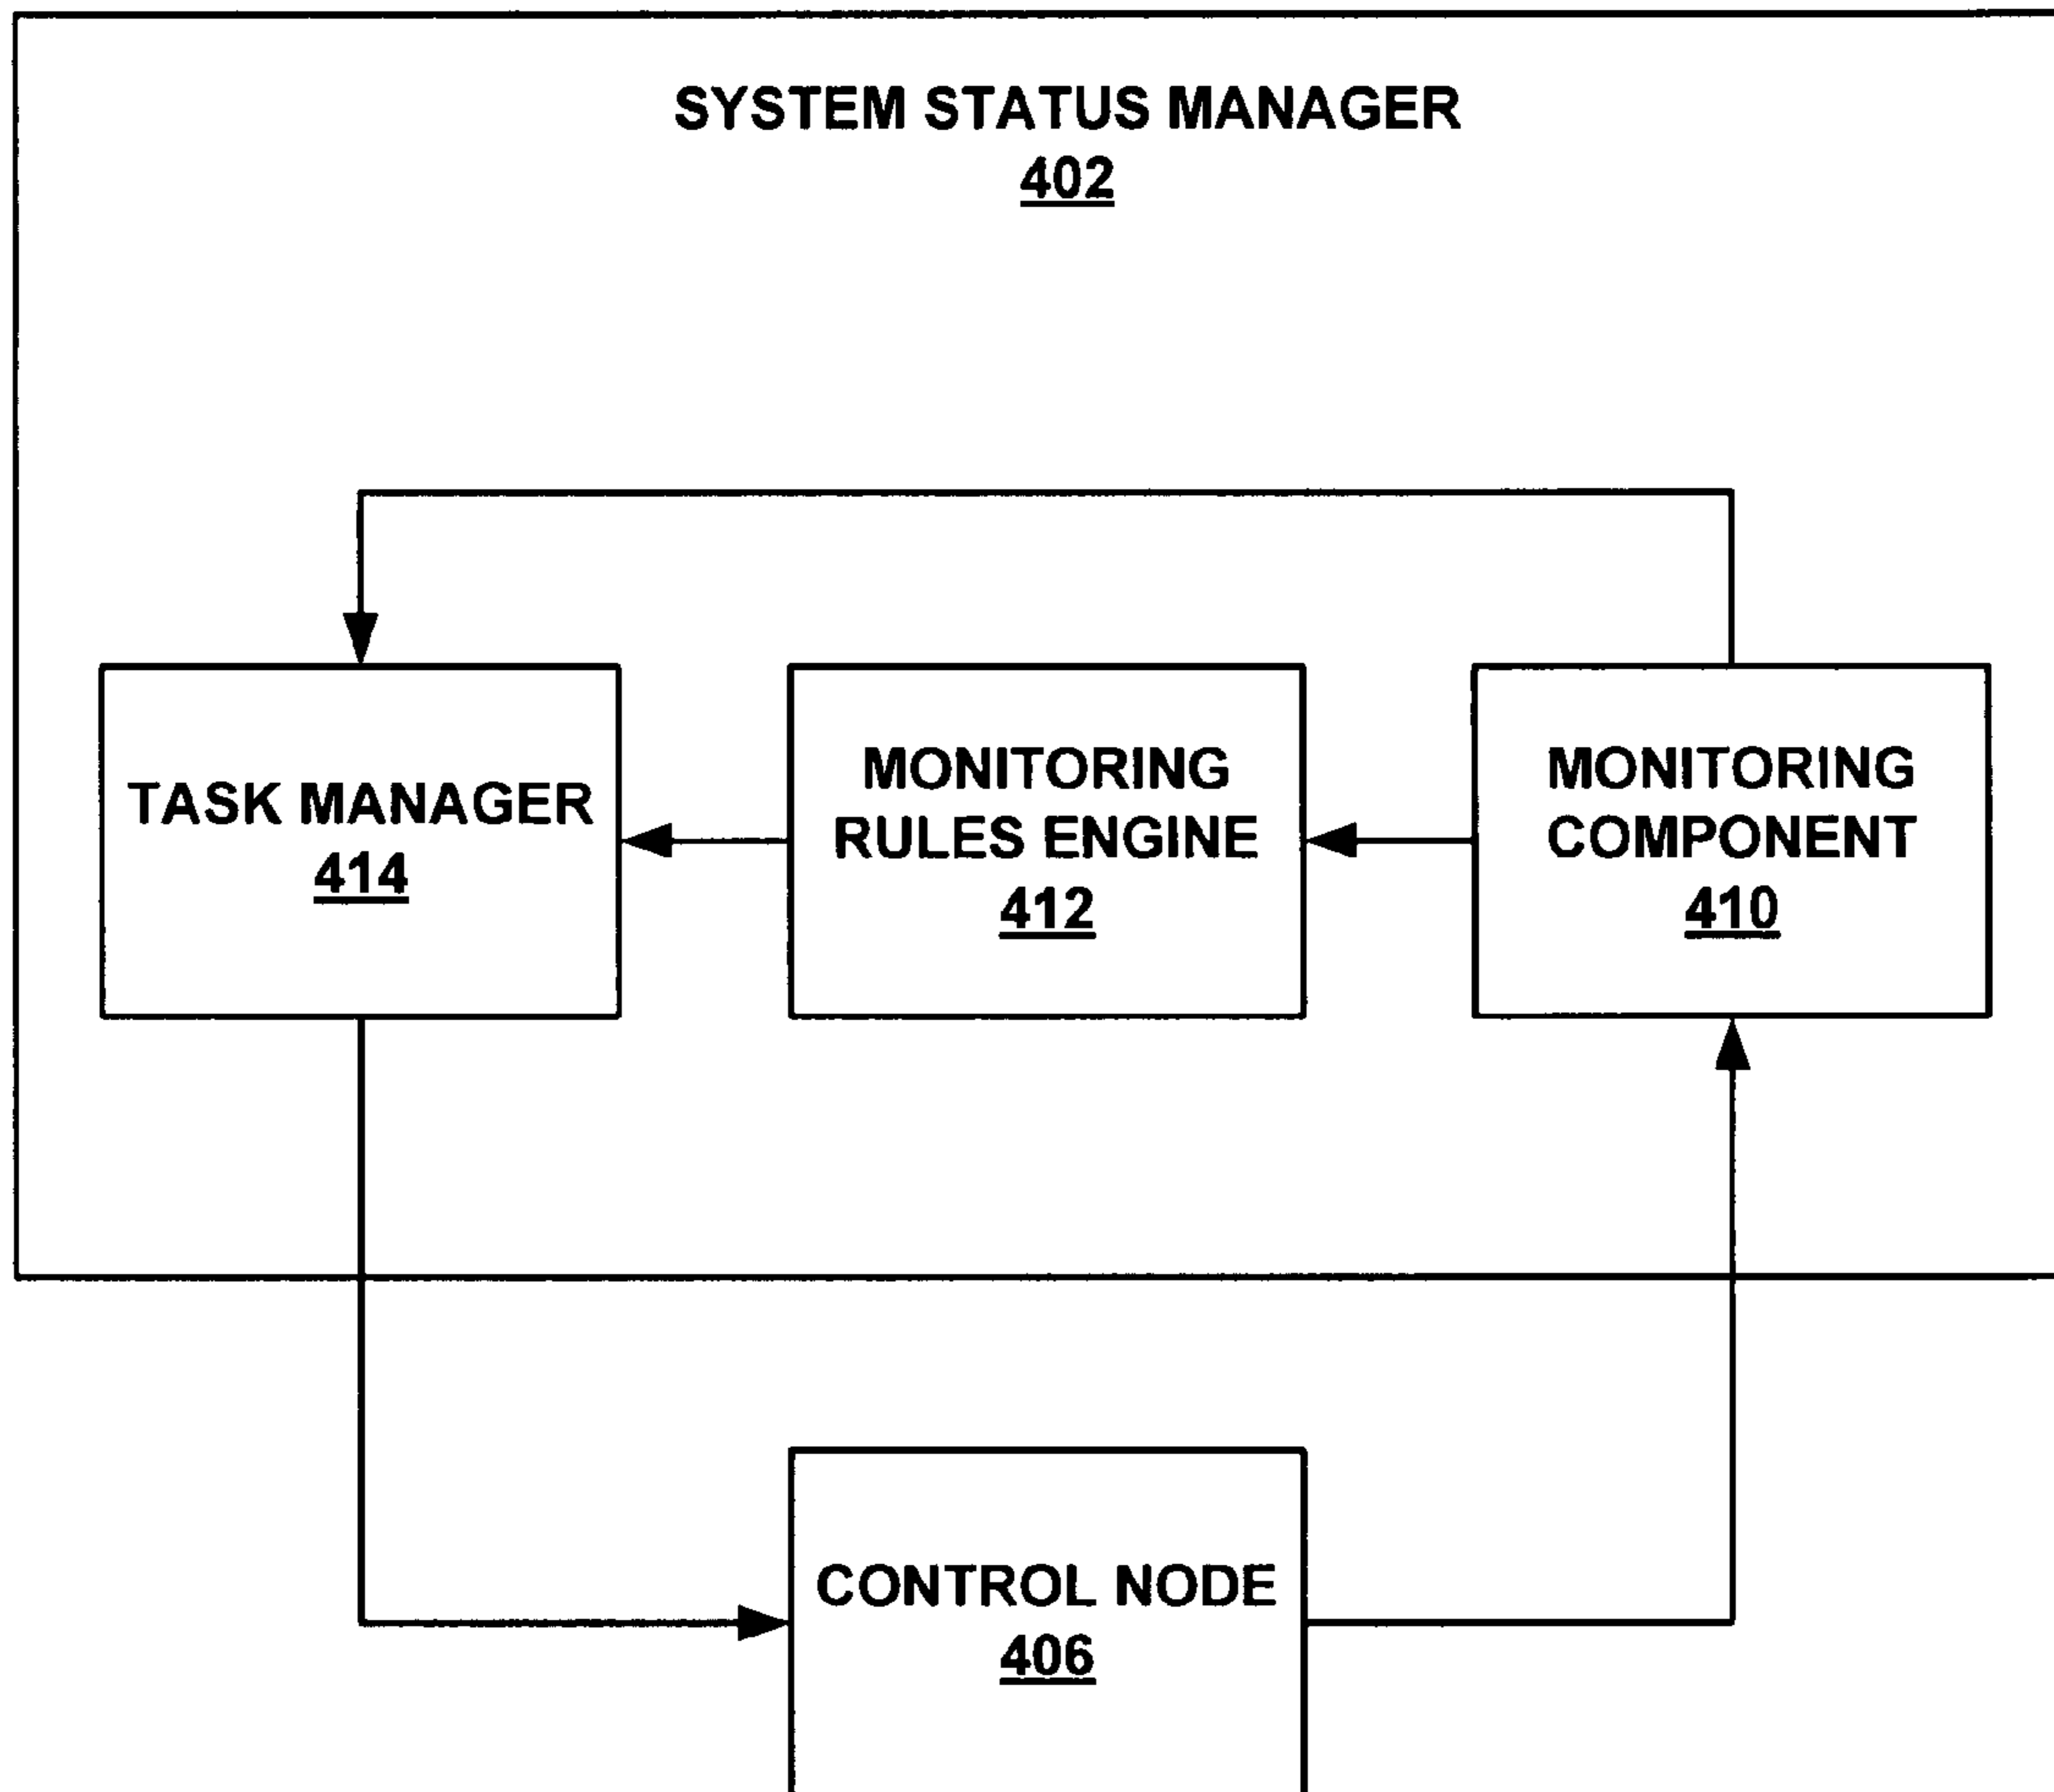 SYSTEM STATUS MANAGER
402
TASK MANAGER
414
MONITORING
RULES ENGINE
412
MONITORING
COMPONENT
410
CONTROL NODE
406